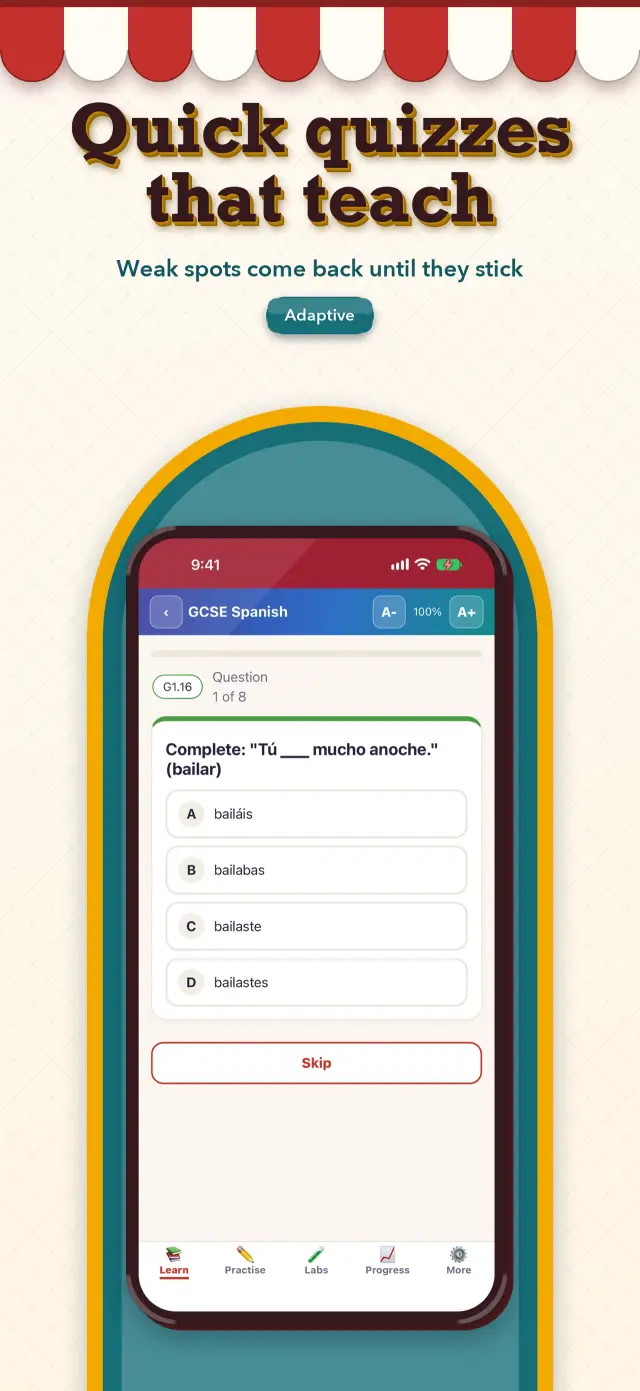 Quick quizzes
that teach
Weak spots come back until they stick
Adaptive
9:41
‹ GCSE Spanish A- 100% A+
G1.16
Question
1 of 8
Complete: "Tú ___ mucho anoche."
(bailar)
A bailáis
B bailabas
C bailaste
D bailastes
Skip
Learn Practise Labs Progress More